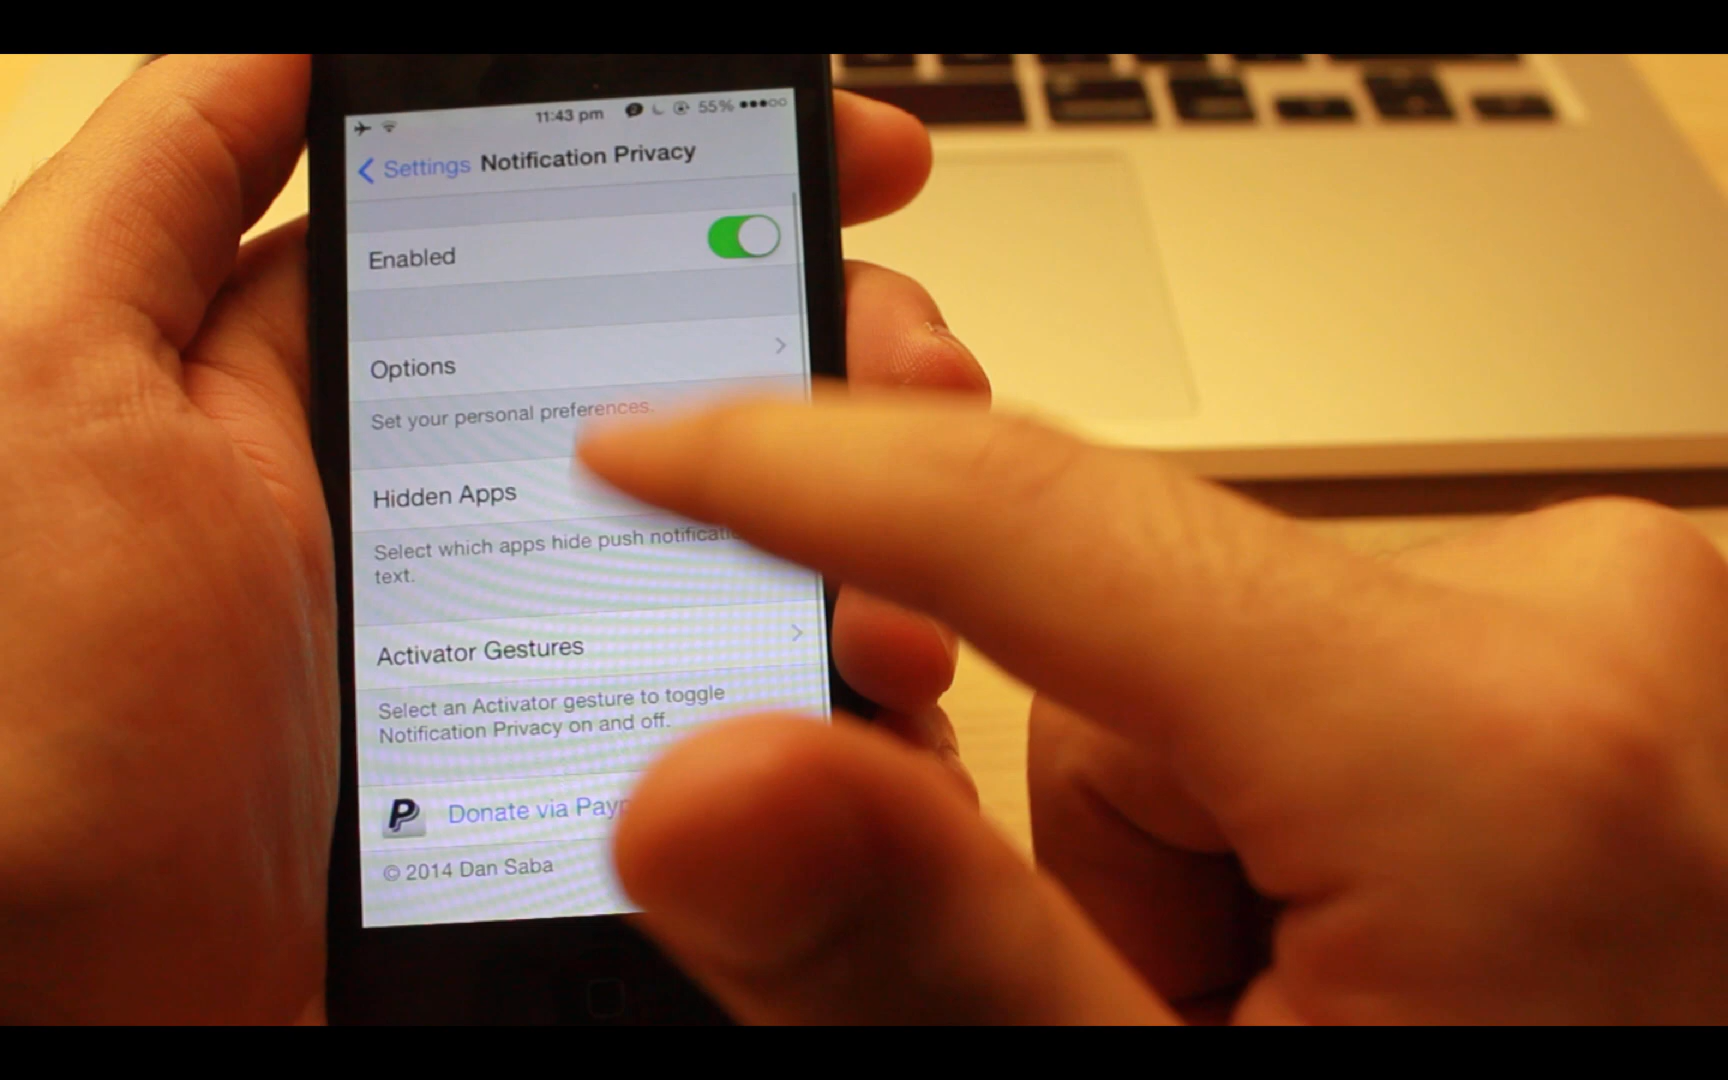 11:43 pm 55%
Settings Notification Privacy
Enabled
Options
Set your personal preferences.
Hidden Apps
Select which apps hide push
text.
Activator Gestures
Select an Activator gesture to toggle
Notification Privacy on and off.
Donate via
© 2014 Dan Saba